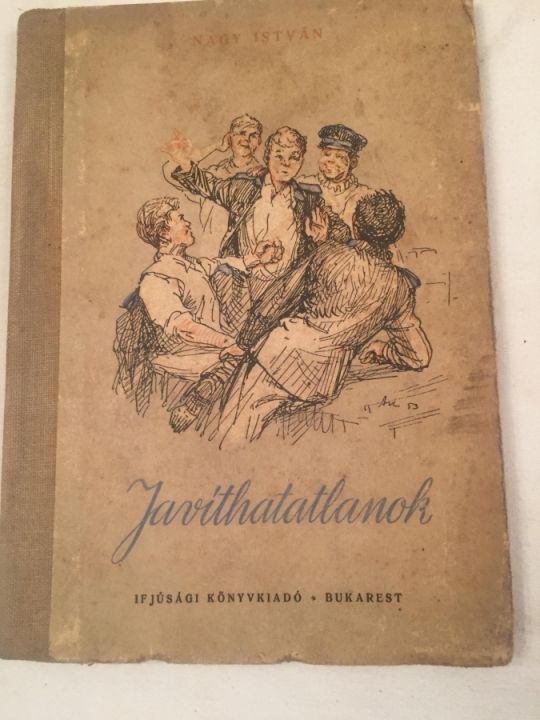 NAGY ISTVÁN
Javíthatatlanok
IFJÚSÁGI KÖNYVKIADÓ • BUKAREST